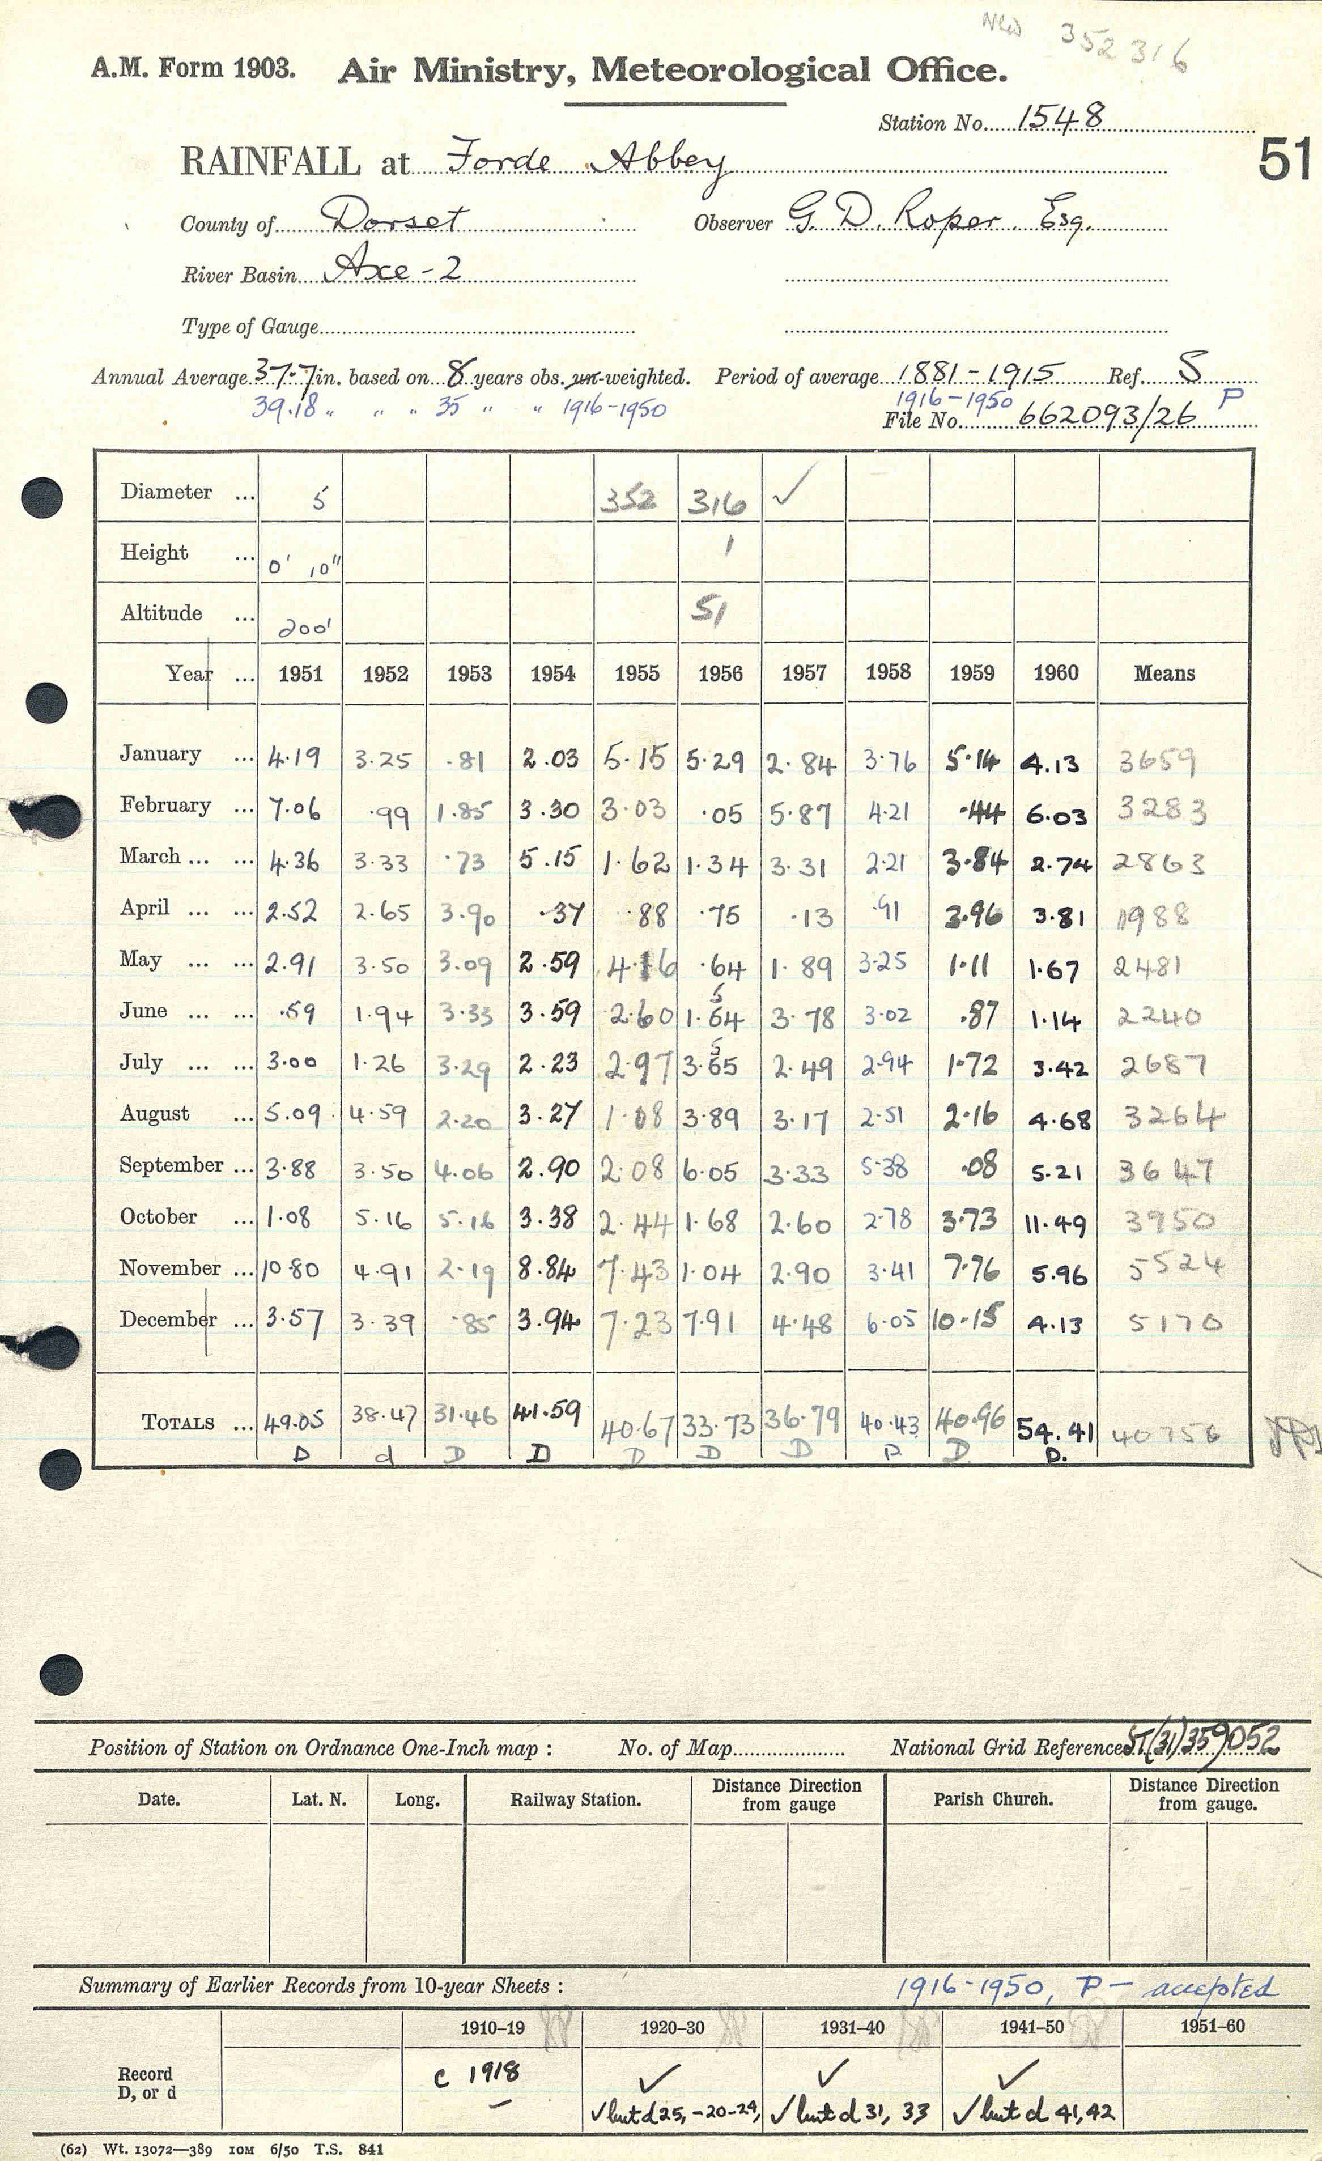 NLW 352316
A.M. Form 1903. Air Ministry, Meteorological Office.
Station No. 1548
51
RAINFALL at Forde Abbey
County of Dorset Observer G. D. Roper. Esq.
River Basin Axe - 2
Type of Gauge
Annual Average 37.7 in. based on 8 years obs. un-weighted. Period of average 1881-1915 Ref. S
39.18 " " " 35 " " 1916-1950 1916-1950 P
File No. 662093/26
Diameter ... 5 352 316 ✓
Height ... 0' 10" 1
Altitude ... 200' 51
Year ... 1951 1952 1953 1954 1955 1956 1957 1958 1959 1960 Means
January ... 4.19 3.25 .81 2.03 5.15 5.29 2.84 3.76 5.14 4.13 3659
February ... 7.06 .99 1.85 3.30 3.03 .05 5.87 4.21 .44 6.03 3283
March ... ... 4.36 3.33 .73 5.15 1.62 1.34 3.31 2.21 3.84 2.74 2863
April ... ... 2.52 2.65 3.90 .37 .88 .75 .13 .91 3.96 3.81 1988
May ... ... 2.91 3.50 3.09 2.59 4.16 .64 1.89 3.25 1.11 1.67 2481
June ... ... .59 1.94 3.33 3.59 2.60 1.54 3.78 3.02 .87 1.14 2240
July ... ... 3.00 1.26 3.29 2.23 2.97 3.55 2.49 2.94 1.72 3.42 2687
August ... 5.09 4.59 2.20 3.27 1.08 3.89 3.17 2.51 2.16 4.68 3264
September ... 3.88 3.50 4.06 2.90 2.08 6.05 3.33 5.38 .08 5.21 3647
October ... 1.08 5.16 5.16 3.38 2.44 1.68 2.60 2.78 3.73 11.49 3950
November ... 10.80 4.91 2.19 8.84 7.43 1.04 2.90 3.41 7.76 5.96 5524
December ... 3.57 3.39 .85 3.94 7.23 7.91 4.48 6.05 10.15 4.13 5170
TOTALS ... 49.05 38.47 31.46 41.59 40.67 33.73 36.79 40.43 40.96 54.41 40756
D d D D D D D P D D.
Position of Station on Ordnance One-Inch map : No. of Map National Grid Reference ST(31)359052
Date. Lat. N. Long. Railway Station. Distance Direction from gauge Parish Church. Distance Direction from gauge.
Summary of Earlier Records from 10-year Sheets : 1916-1950, P - accepted
1910-19 1920-30 1931-40 1941-50 1951-60
Record D, or d c 1918 ✓ ✓ ✓
– ✓ but d 25, -20-24, ✓ but d 31, 33 ✓ but d 41, 42
(62) Wt. 13072—389 10M 6/50 T.S. 841